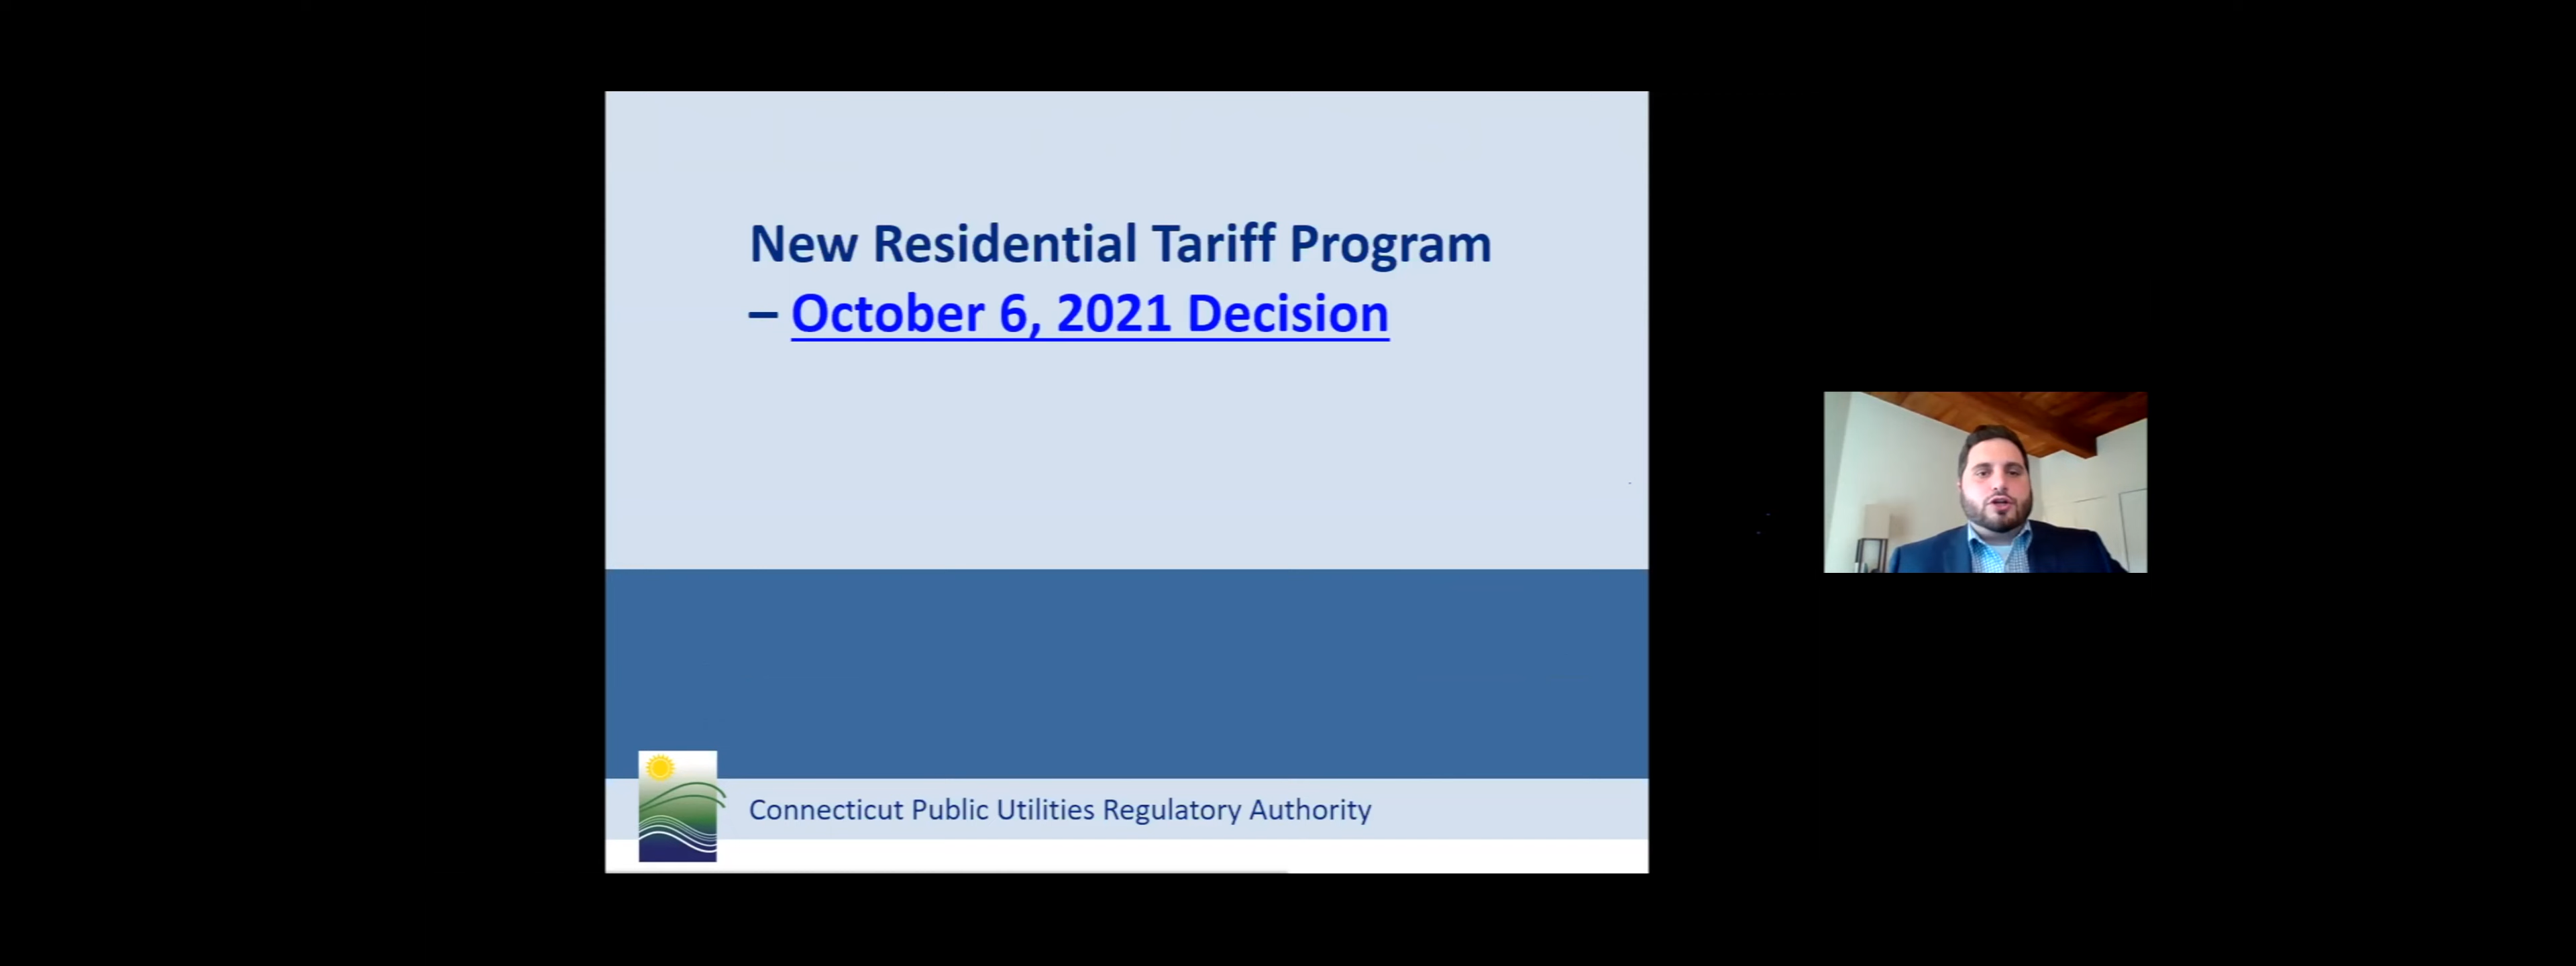 New Residential Tariff Program
– October 6, 2021 Decision
Connecticut Public Utilities Regulatory Authority